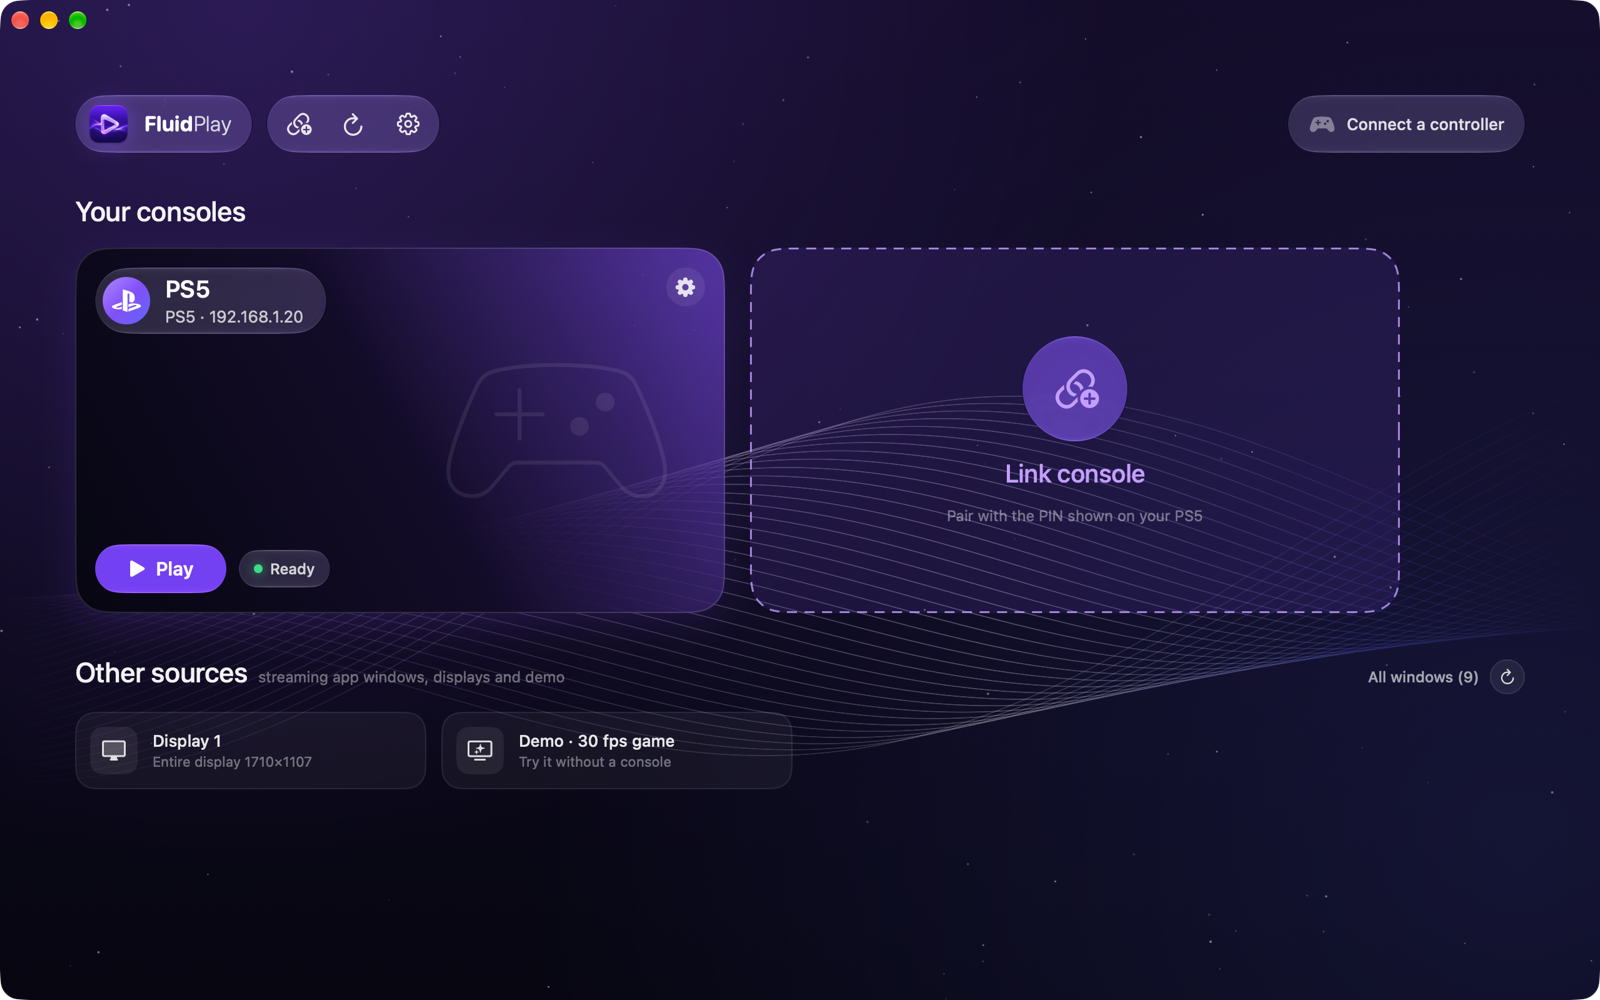 FluidPlay
Connect a controller
Your consoles
PS5
PS5 · 192.168.1.20
Play
Ready
Link console
Pair with the PIN shown on your PS5
Other sources streaming app windows, displays and demo
All windows (9)
Display 1
Entire display 1710×1107
Demo · 30 fps game
Try it without a console